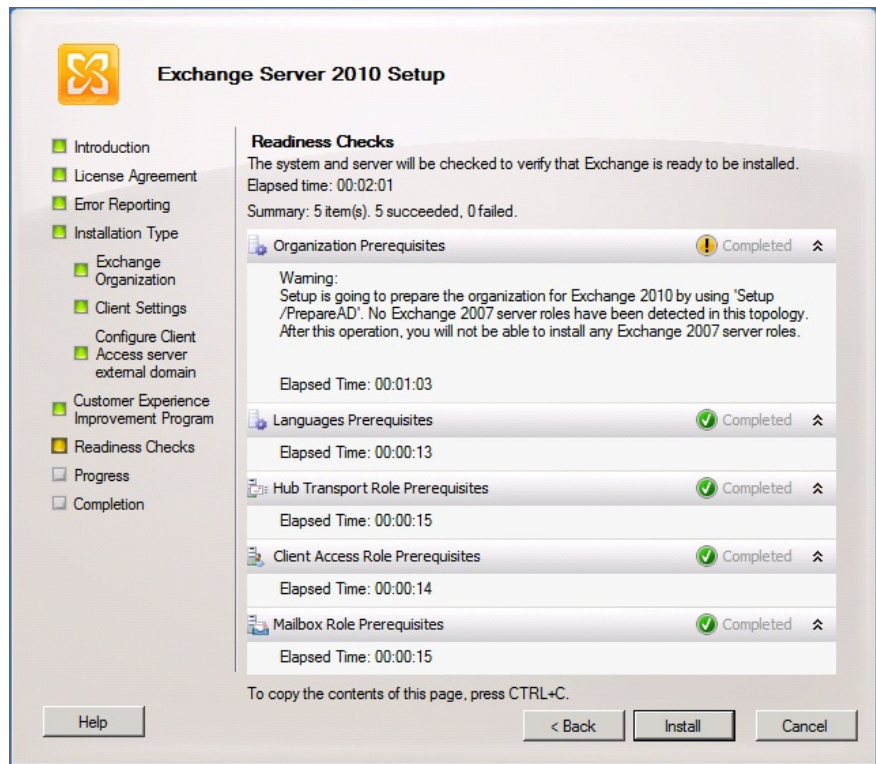 Exchange Server 2010 Setup
Introduction
License Agreement
Error Reporting
Installation Type
Exchange
Organization
Client Settings
Configure Client
Access server
external domain
Customer Experience
Improvement Program
Readiness Checks
Progress
Completion
Readiness Checks
The system and server will be checked to verify that Exchange is ready to be installed.
Elapsed time: 00:02:01
Summary: 5 item(s). 5 succeeded, 0 failed.
Organization Prerequisites Completed
Warning:
Setup is going to prepare the organization for Exchange 2010 by using 'Setup
/PrepareAD'. No Exchange 2007 server roles have been detected in this topology.
After this operation, you will not be able to install any Exchange 2007 server roles.
Elapsed Time: 00:01:03
Languages Prerequisites Completed
Elapsed Time: 00:00:13
Hub Transport Role Prerequisites Completed
Elapsed Time: 00:00:15
Client Access Role Prerequisites Completed
Elapsed Time: 00:00:14
Mailbox Role Prerequisites Completed
Elapsed Time: 00:00:15
To copy the contents of this page, press CTRL+C.
Help < Back Install Cancel